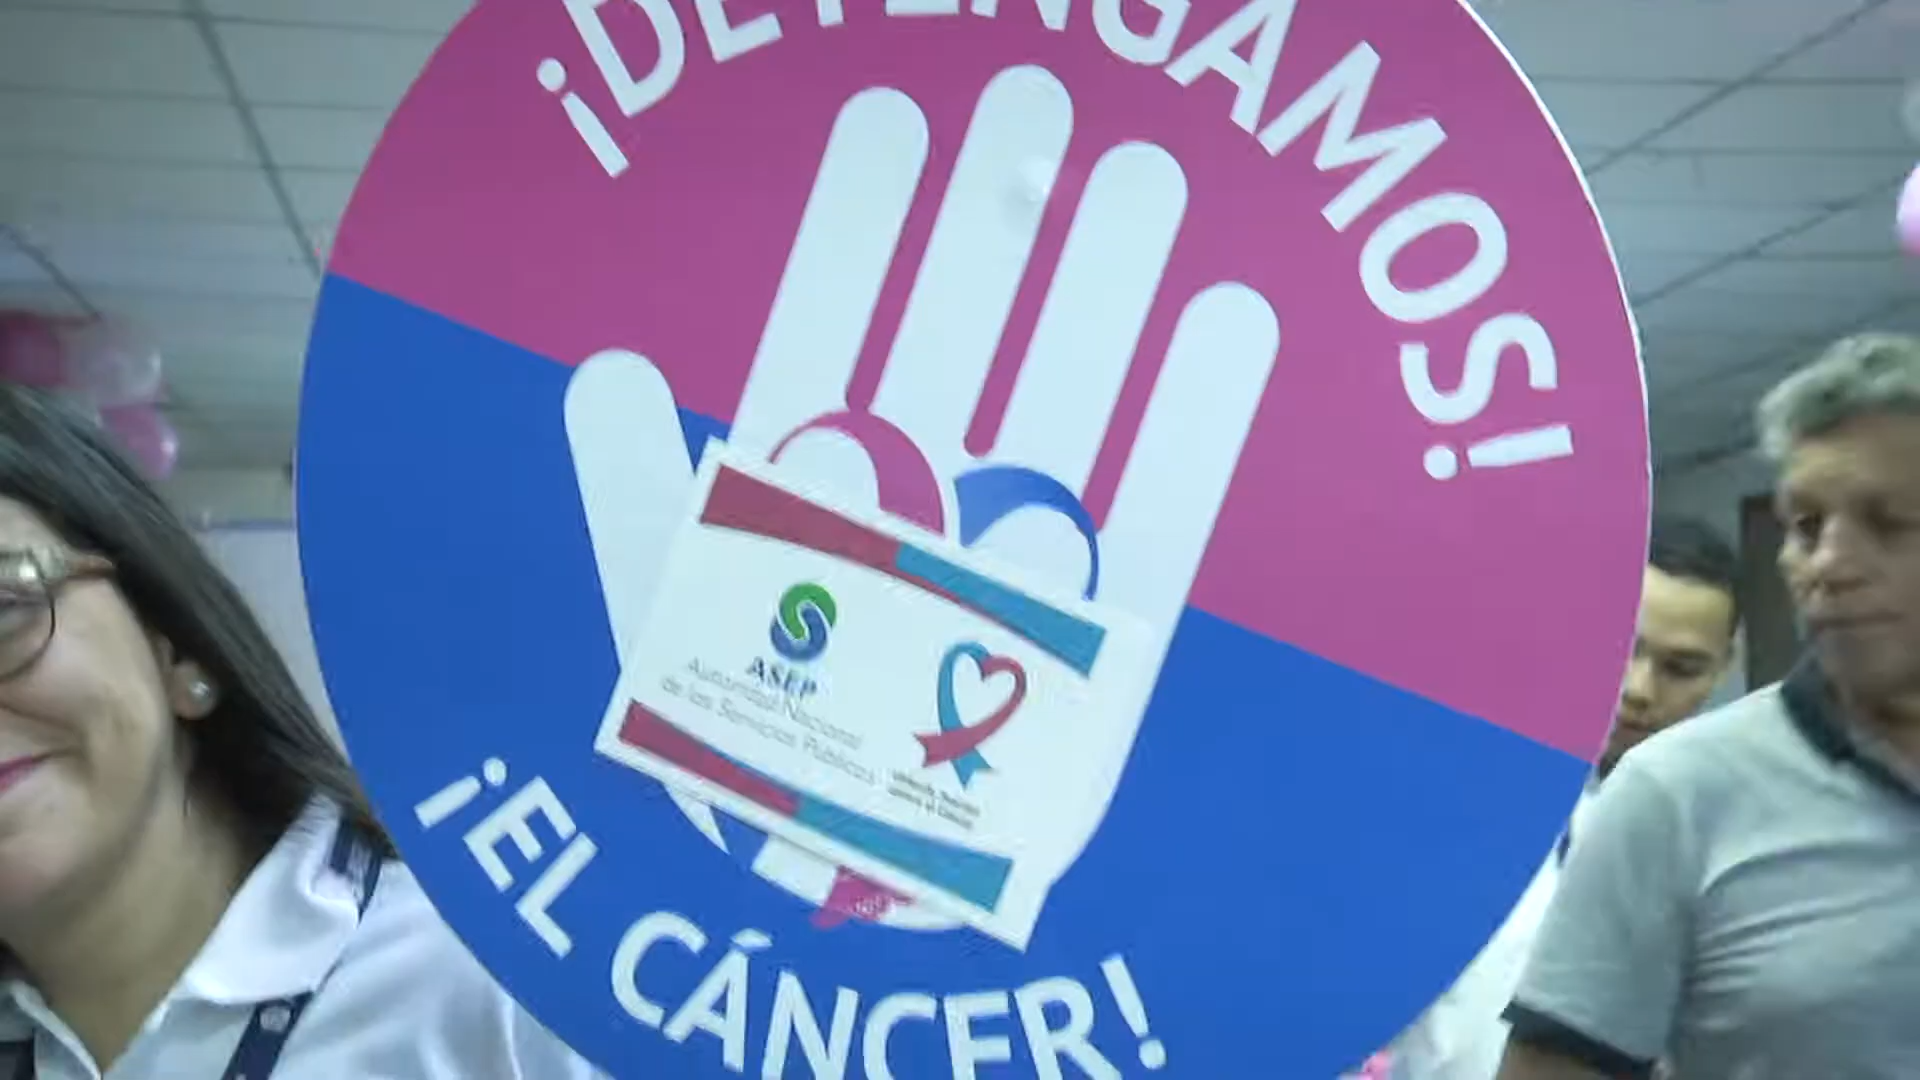 ¡DETENGAMOS!
ASEP
Autoridad Nacional
de los Servicios Públicos
¡EL CÁNCER!